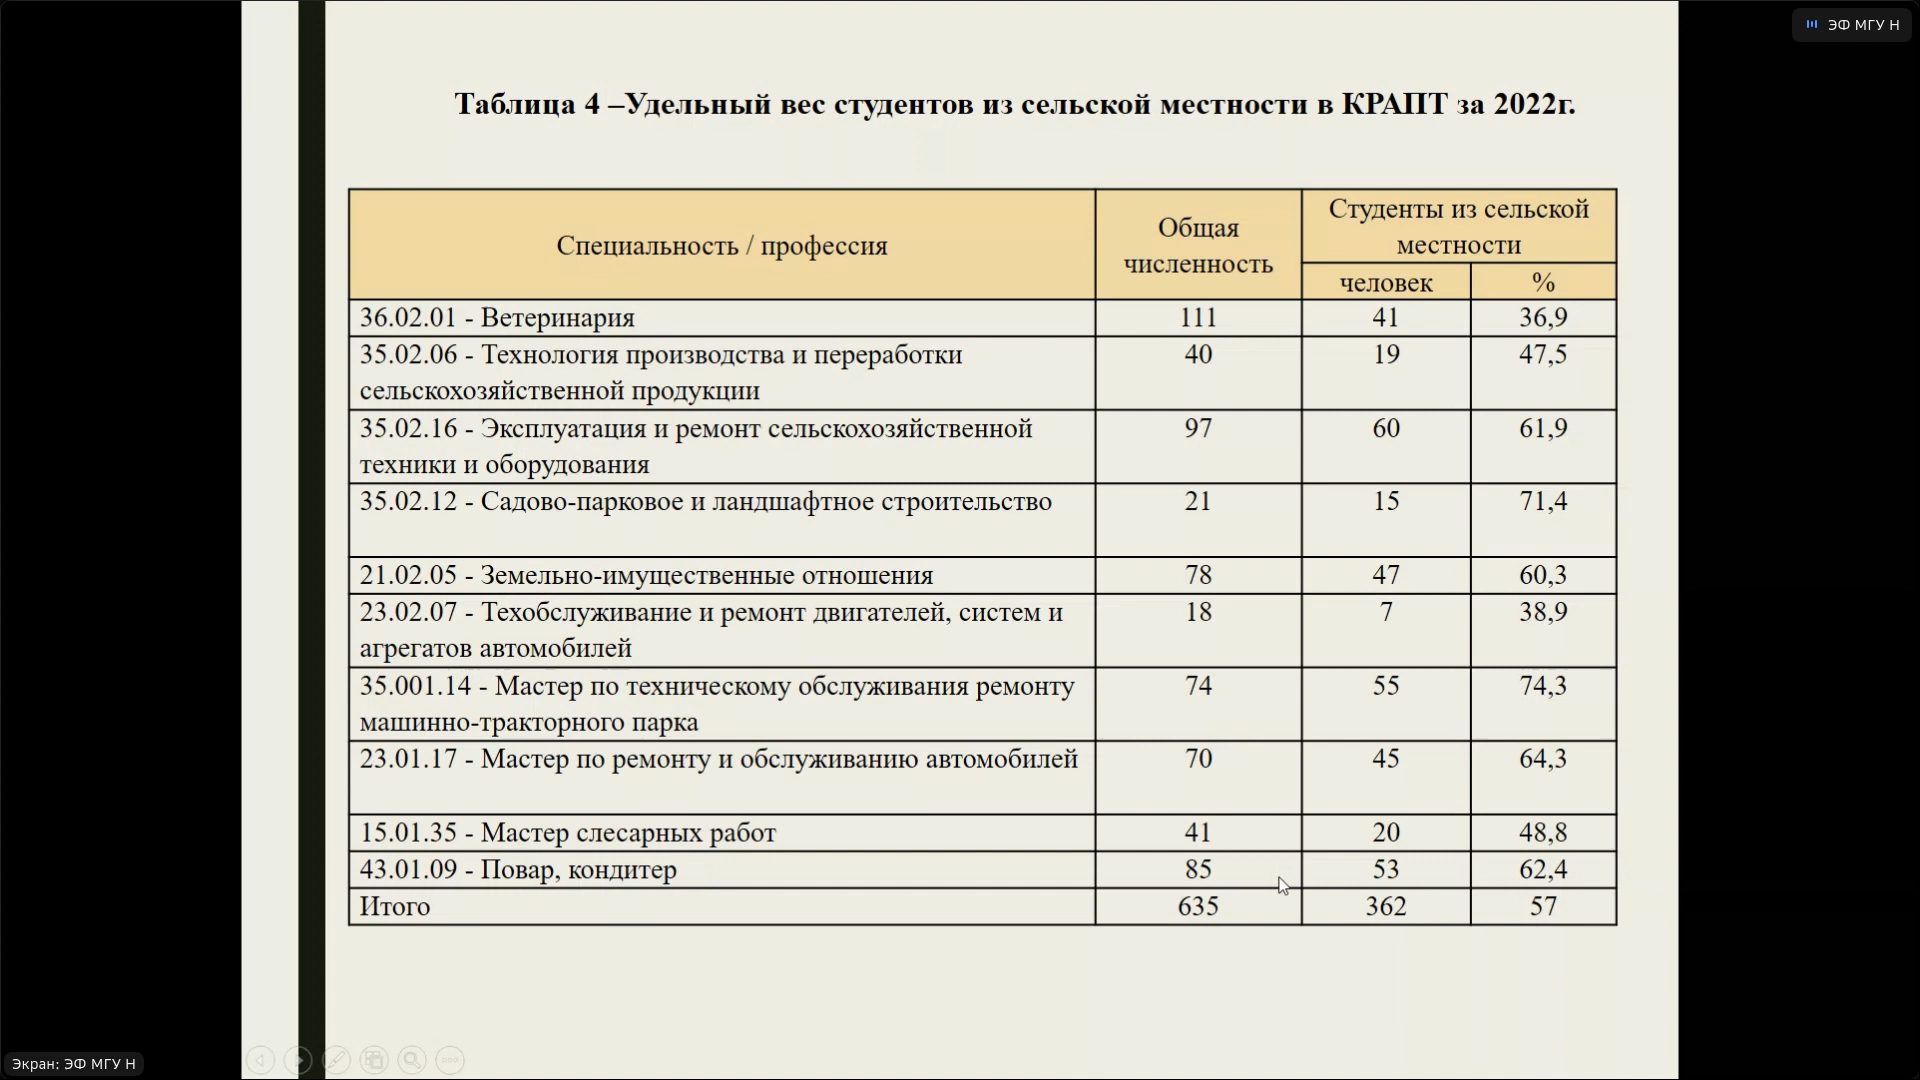 ЭФ МГУ Н
Таблица 4 –Удельный вес студентов из сельской местности в КРАПТ за 2022г.
Специальность / профессия
Общая
численность
Студенты из сельской
местности
человек
%
36.02.01 - Ветеринария
111
41
36,9
35.02.06 - Технология производства и переработки
сельскохозяйственной продукции
40
19
47,5
35.02.16 - Эксплуатация и ремонт сельскохозяйственной
техники и оборудования
97
60
61,9
35.02.12 - Садово-парковое и ландшафтное строительство
21
15
71,4
21.02.05 - Земельно-имущественные отношения
78
47
60,3
23.02.07 - Техобслуживание и ремонт двигателей, систем и
агрегатов автомобилей
18
7
38,9
35.001.14 - Мастер по техническому обслуживания ремонту
машинно-тракторного парка
74
55
74,3
23.01.17 - Мастер по ремонту и обслуживанию автомобилей
70
45
64,3
15.01.35 - Мастер слесарных работ
41
20
48,8
43.01.09 - Повар, кондитер
85
53
62,4
Итого
635
362
57
Экран: ЭФ МГУ Н